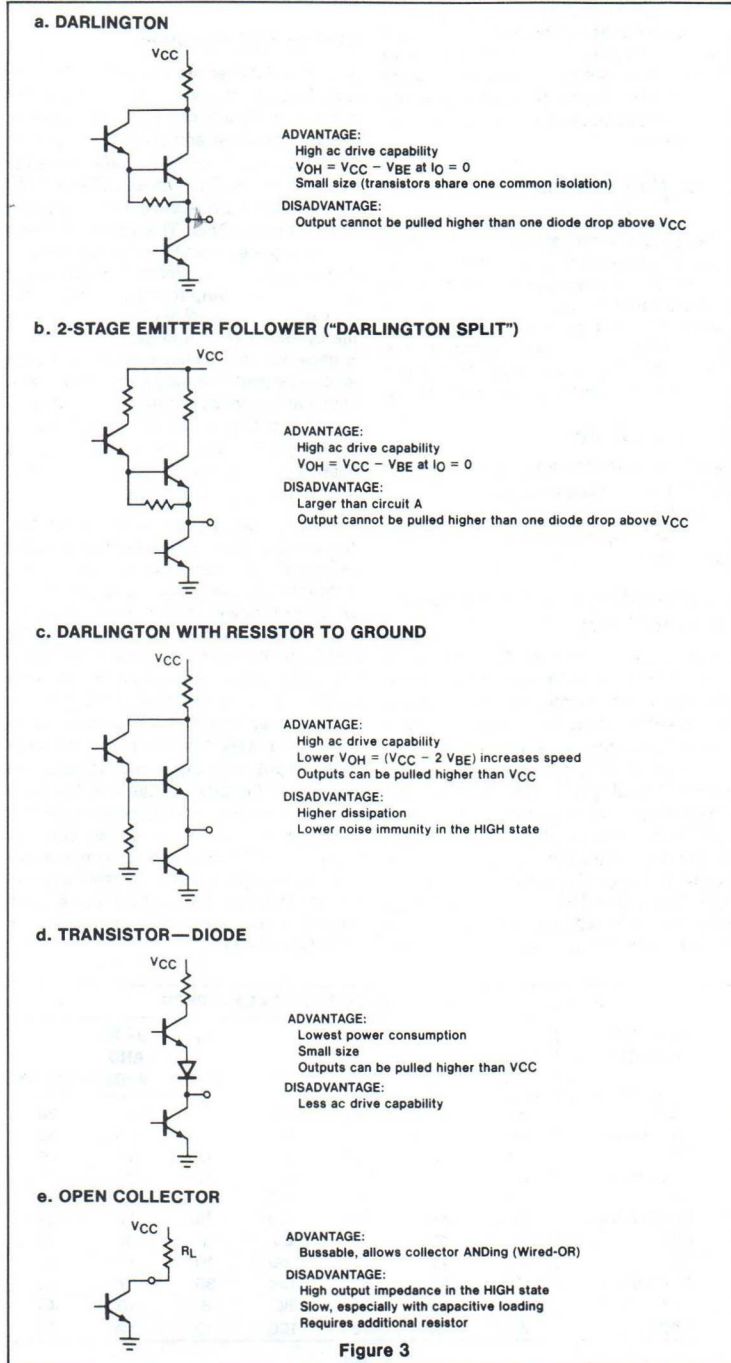 a. DARLINGTON
VCC
ADVANTAGE:
High ac drive capability
VOH = VCC − VBE at IO = 0
Small size (transistors share one common isolation)
DISADVANTAGE:
Output cannot be pulled higher than one diode drop above VCC
b. 2-STAGE EMITTER FOLLOWER ("DARLINGTON SPLIT")
VCC
ADVANTAGE:
High ac drive capability
VOH = VCC − VBE at IO = 0
DISADVANTAGE:
Larger than circuit A
Output cannot be pulled higher than one diode drop above VCC
c. DARLINGTON WITH RESISTOR TO GROUND
VCC
ADVANTAGE:
High ac drive capability
Lower VOH = (VCC − 2 VBE) increases speed
Outputs can be pulled higher than VCC
DISADVANTAGE:
Higher dissipation
Lower noise immunity in the HIGH state
d. TRANSISTOR—DIODE
VCC
ADVANTAGE:
Lowest power consumption
Small size
Outputs can be pulled higher than VCC
DISADVANTAGE:
Less ac drive capability
e. OPEN COLLECTOR
VCC
RL
ADVANTAGE:
Bussable, allows collector ANDing (Wired-OR)
DISADVANTAGE:
High output impedance in the HIGH state
Slow, especially with capacitive loading
Requires additional resistor
Figure 3